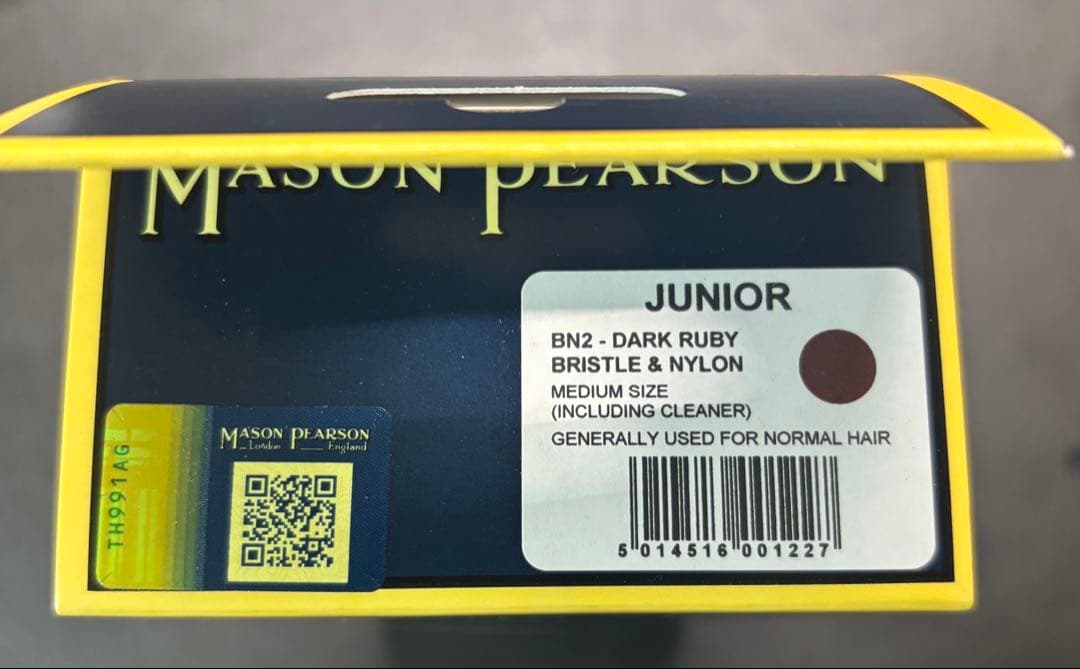 MASON PEARSON
JUNIOR
BN2 - DARK RUBY
BRISTLE & NYLON
MEDIUM SIZE
(INCLUDING CLEANER)
GENERALLY USED FOR NORMAL HAIR
5 014516 001227
TH991AG
MASON PEARSON
London England